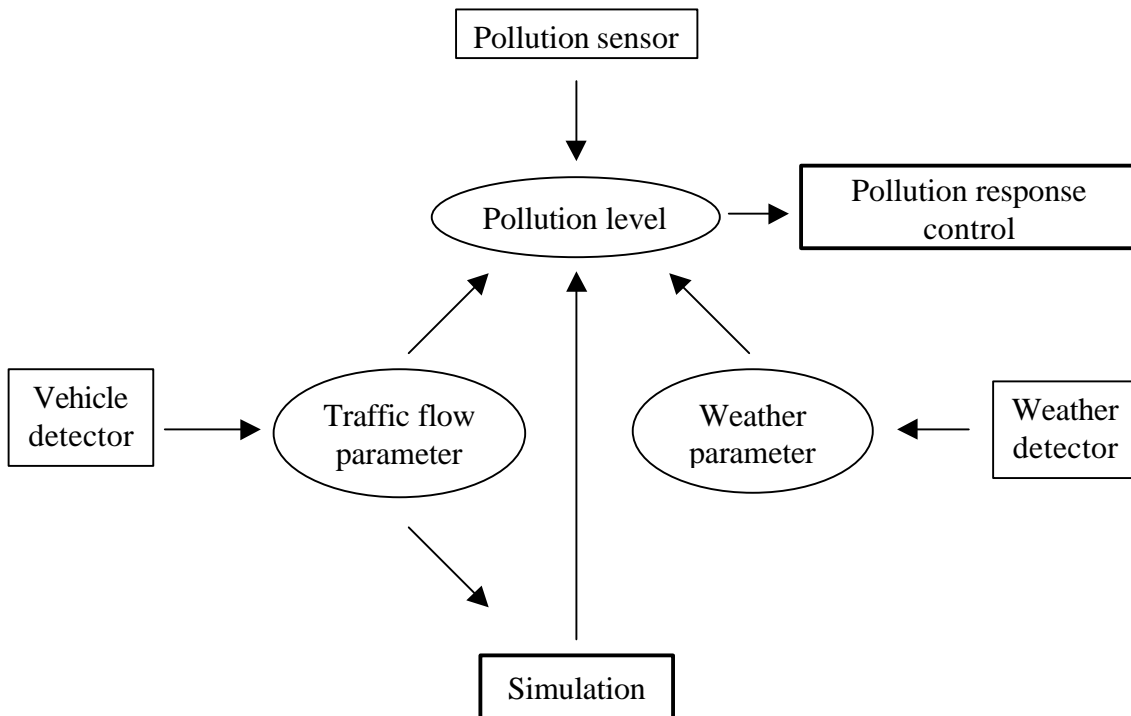 Pollution sensor
Pollution level
Pollution response
control
Vehicle
detector
Traffic flow
parameter
Weather
parameter
Weather
detector
Simulation